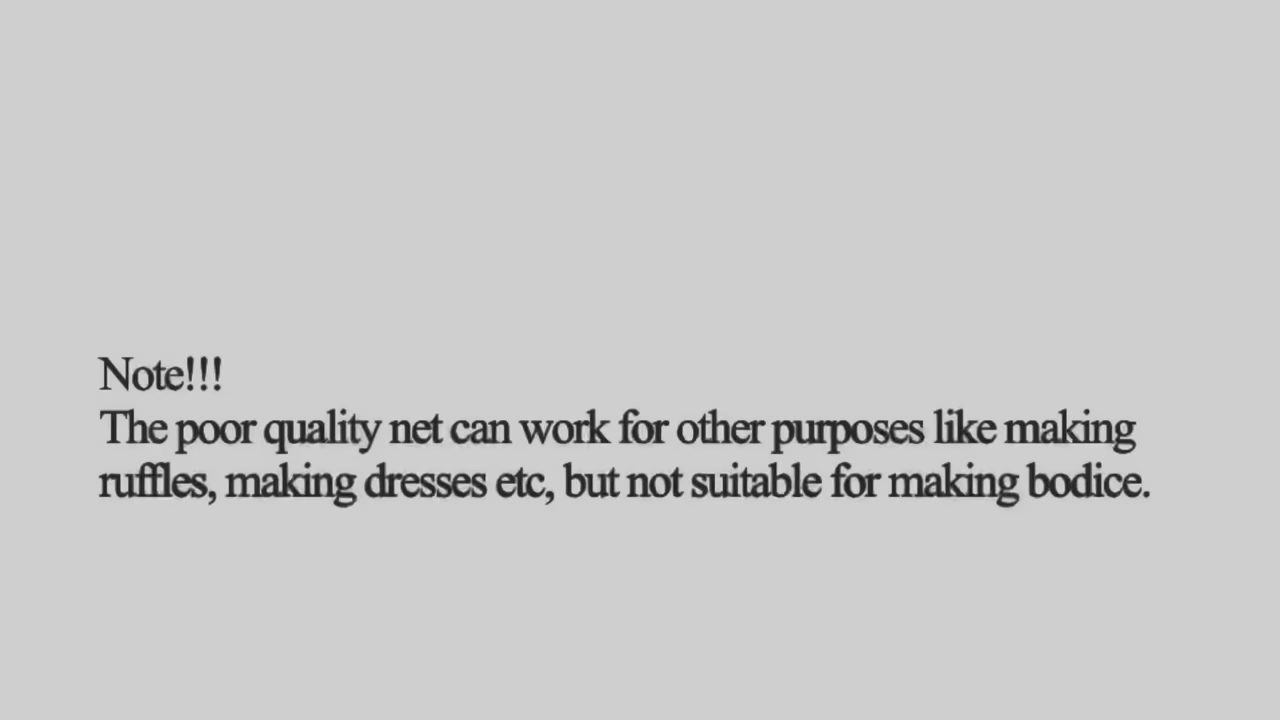 Note!!!
The poor quality net can work for other purposes like making
ruffles, making dresses etc, but not suitable for making bodice.